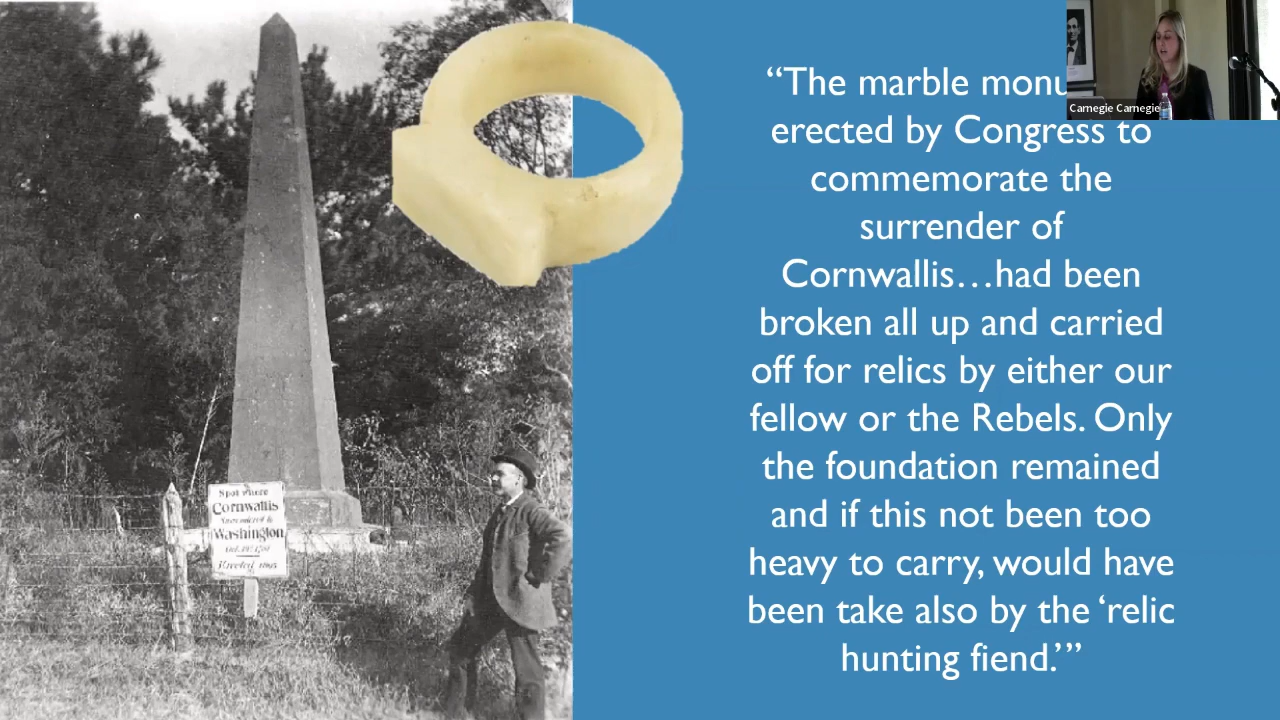 “The marble monu
erected by Congress to
commemorate the
surrender of
Cornwallis…had been
broken all up and carried
off for relics by either our
fellow or the Rebels. Only
the foundation remained
and if this not been too
heavy to carry, would have
been take also by the ‘relic
hunting fiend.’”
Carnegie Carnegie
Spot where
Cornwallis
Surrendered to
Washington